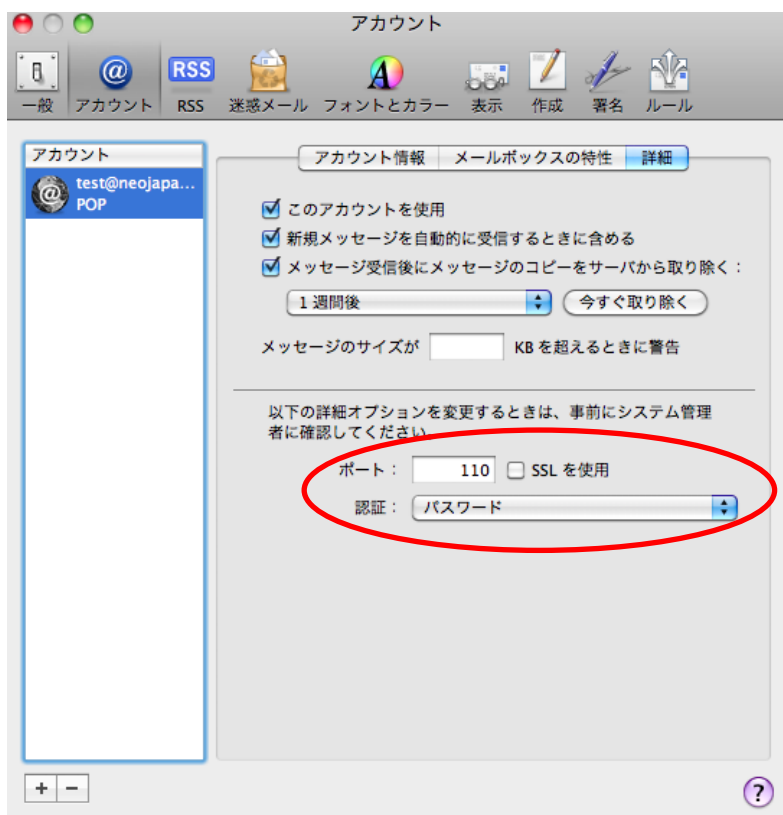 アカウント
RSS
一般 アカウント RSS 迷惑メール フォントとカラー 表示 作成 署名 ルール
アカウント
test@neojapa...
POP
アカウント情報 メールボックスの特性 詳細
このアカウントを使用
新規メッセージを自動的に受信するときに含める
メッセージ受信後にメッセージのコピーをサーバから取り除く：
1 週間後 今すぐ取り除く
メッセージのサイズが KB を超えるときに警告
以下の詳細オプションを変更するときは、事前にシステム管理
者に確認してください。
ポート： 110 SSL を使用
認証： パスワード